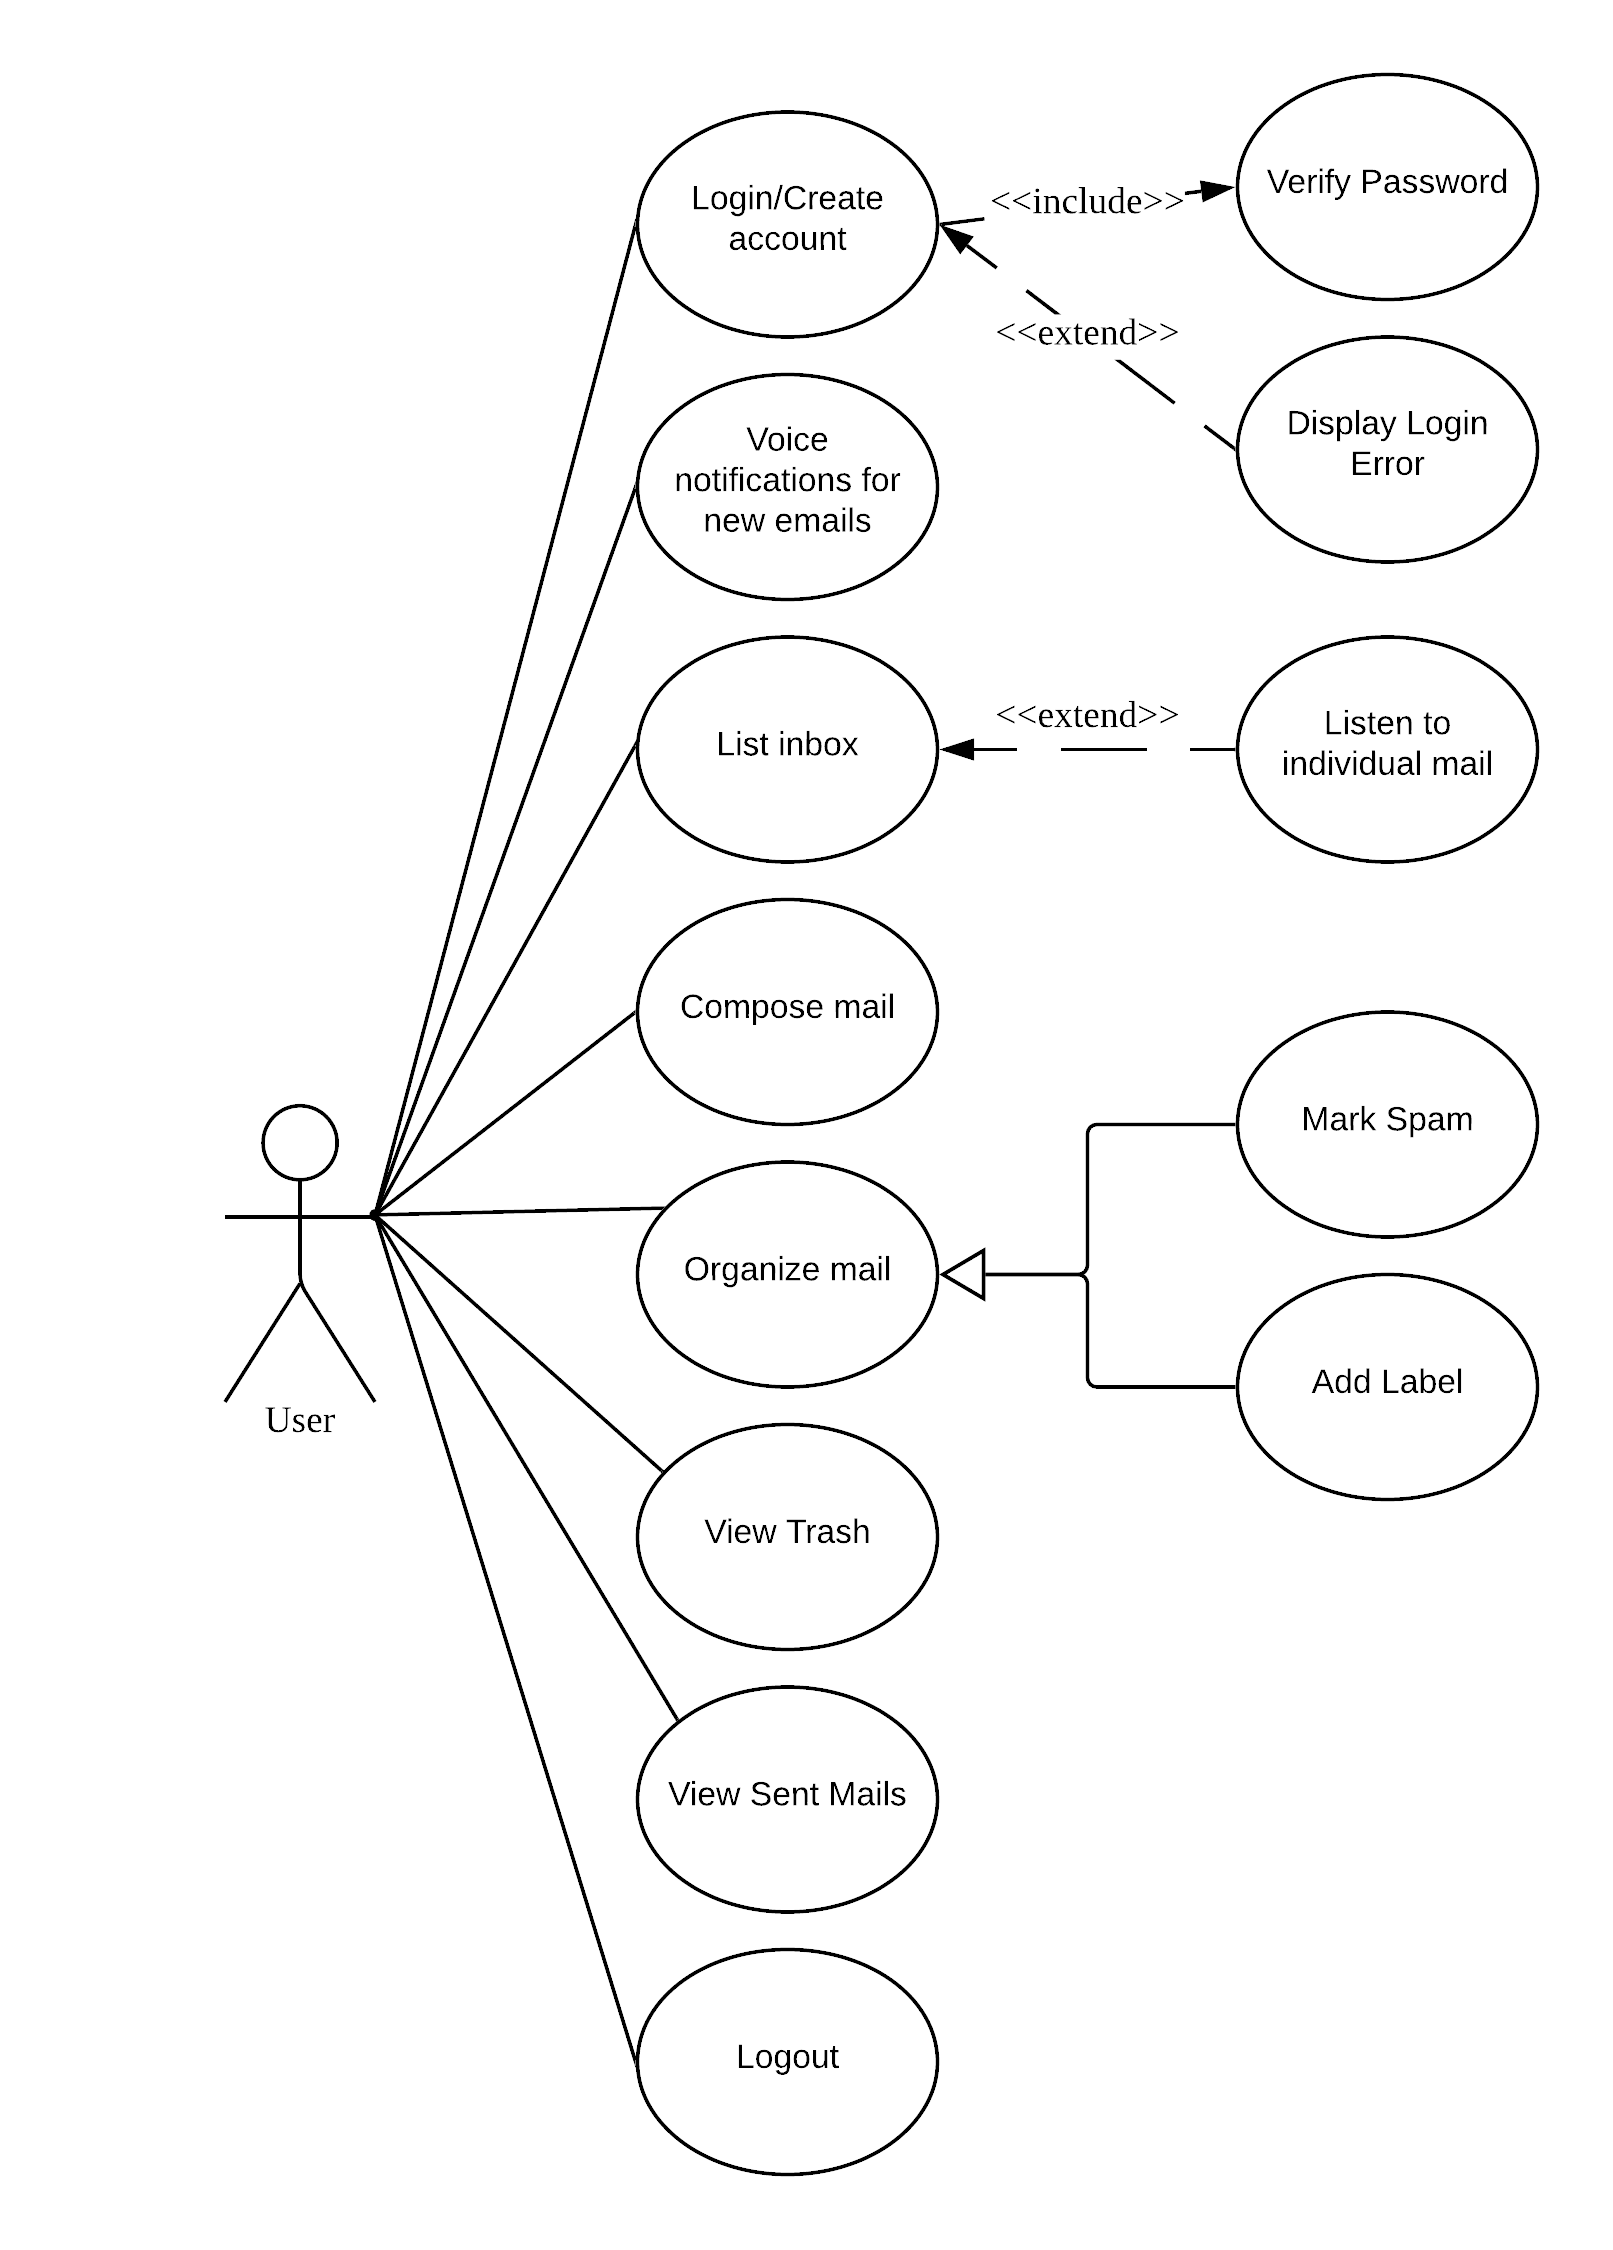 Login/Create
account
<<include>>
Verify Password
<<extend>>
Display Login
Error
Voice
notifications for
new emails
List inbox
<<extend>>
Listen to
individual mail
Compose mail
Mark Spam
Organize mail
Add Label
User
View Trash
View Sent Mails
Logout